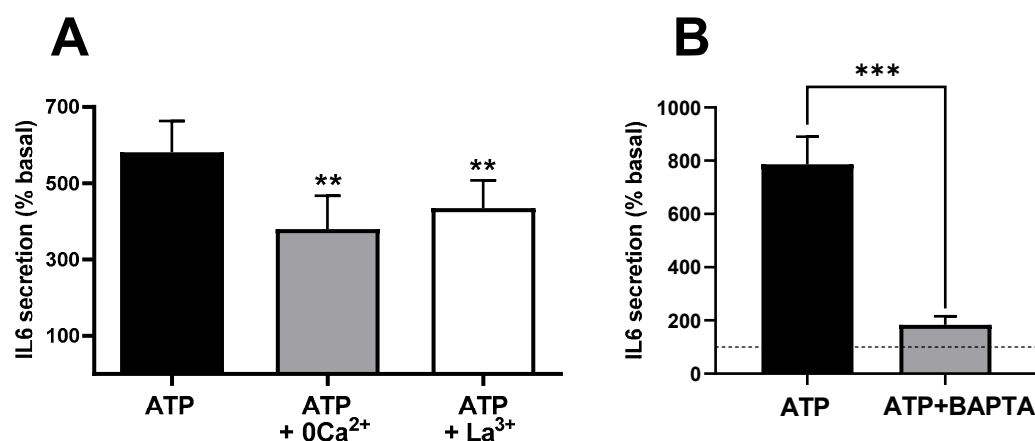 A
IL6 secretion (% basal)
700
500
300
100
**
**
ATP
ATP
+ 0Ca²⁺
ATP
+ La³⁺
B
IL6 secretion (% basal)
1000
800
600
400
200
0
***
ATP
ATP+BAPTA